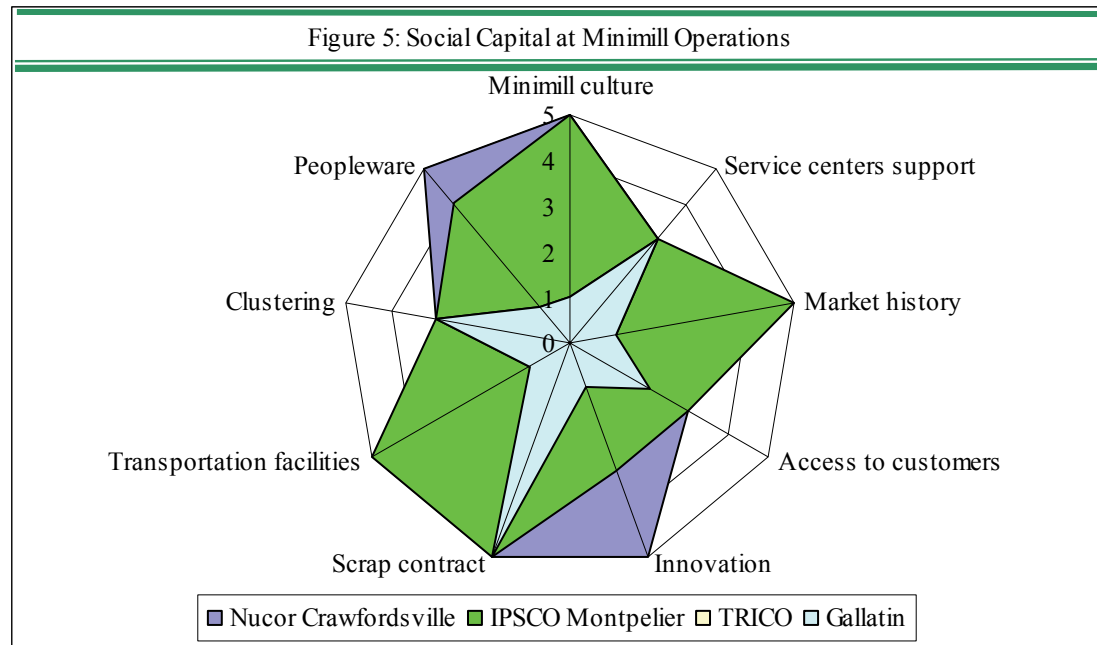 Figure 5: Social Capital at Minimill Operations
Minimill culture
5
Peopleware
Service centers support
4
3
2
Clustering
Market history
1
0
Transportation facilities
Access to customers
Scrap contract
Innovation
Nucor Crawfordsville IPSCO Montpelier TRICO Gallatin